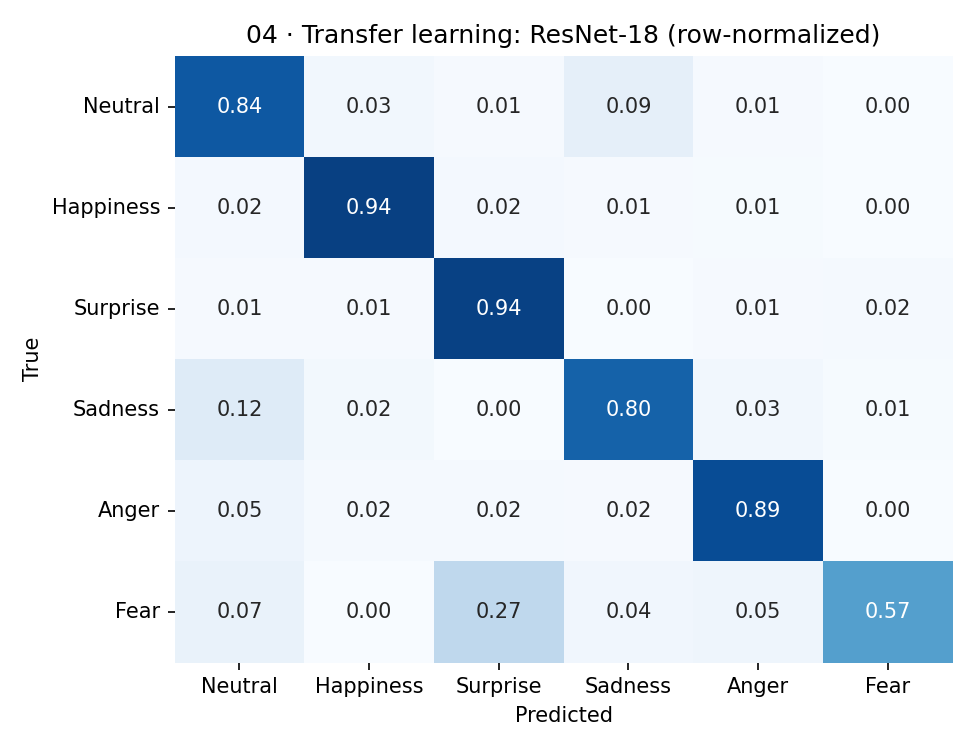 04 · Transfer learning: ResNet-18 (row-normalized)
Neutral 0.84 0.03 0.01 0.09 0.01 0.00
Happiness 0.02 0.94 0.02 0.01 0.01 0.00
Surprise 0.01 0.01 0.94 0.00 0.01 0.02
Sadness 0.12 0.02 0.00 0.80 0.03 0.01
Anger 0.05 0.02 0.02 0.02 0.89 0.00
Fear 0.07 0.00 0.27 0.04 0.05 0.57
True
Neutral Happiness Surprise Sadness Anger Fear
Predicted